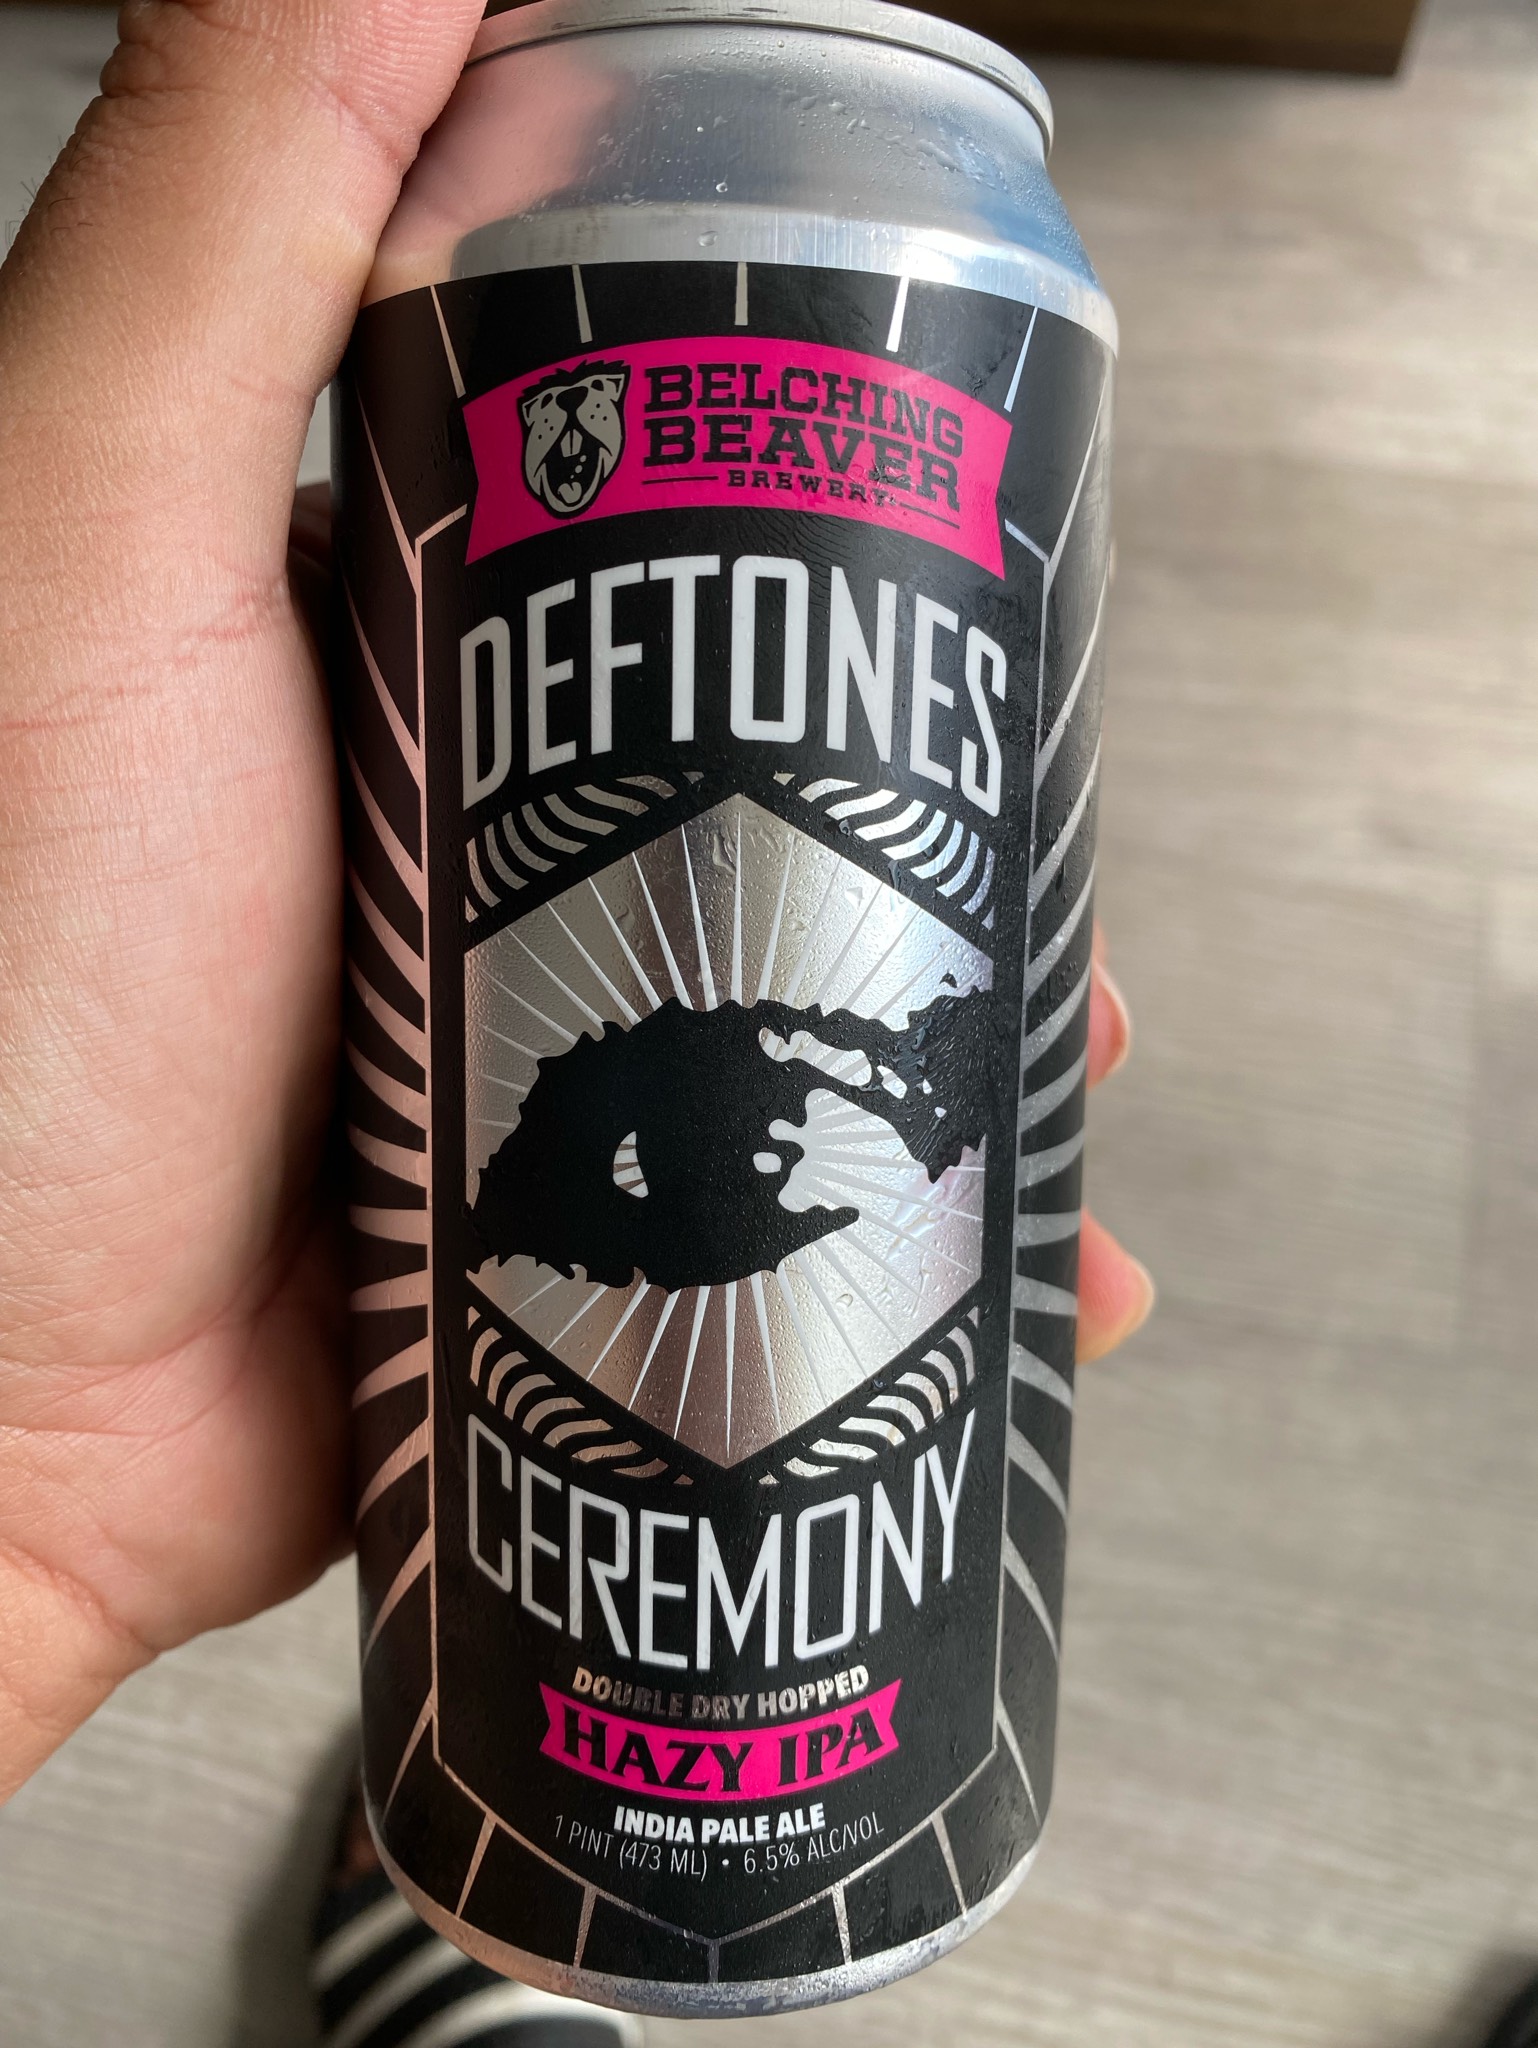 BELCHING
BEAVER
BREWERY
DEFTONES
CEREMONY
DOUBLE DRY HOPPED
HAZY IPA
INDIA PALE ALE
1 PINT (473 ML) • 6.5% ALC/VOL